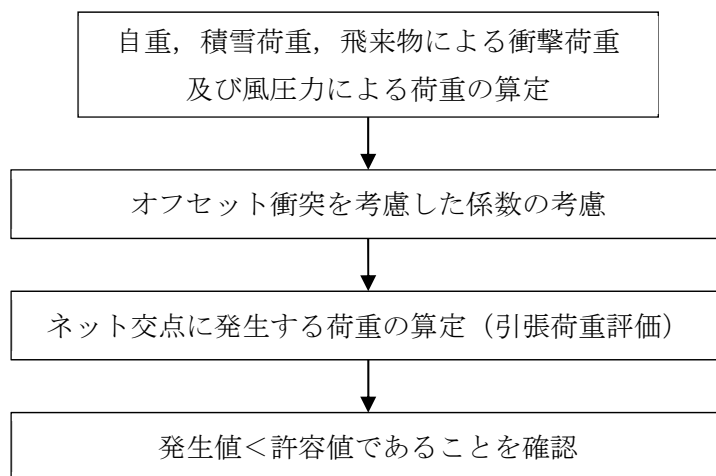 自重，積雪荷重，飛来物による衝撃荷重
及び風圧力による荷重の算定
オフセット衝突を考慮した係数の考慮
ネット交点に発生する荷重の算定（引張荷重評価）
発生値＜許容値であることを確認